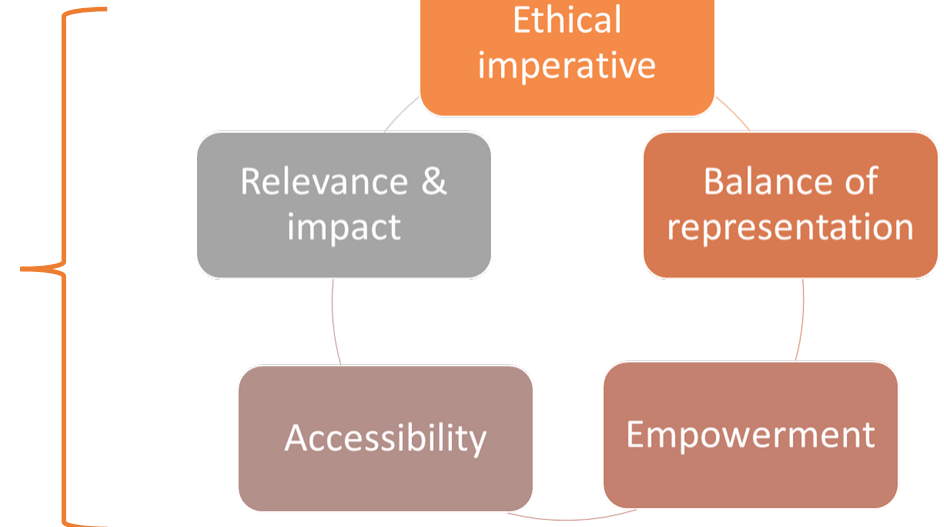 Ethical
imperative
Relevance &
impact
Balance of
representation
Accessibility
Empowerment